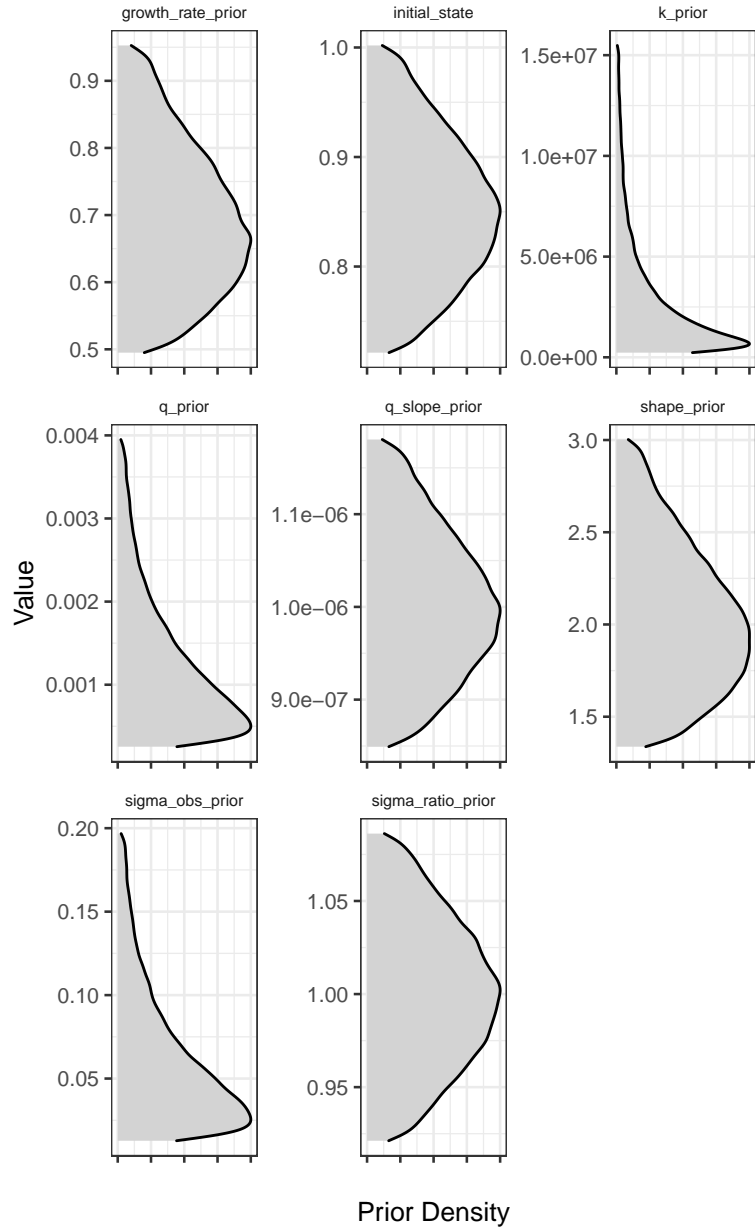 growth_rate_prior
initial_state
k_prior
0.9
0.8
0.7
0.6
0.5
1.0
0.9
0.8
1.5e+07
1.0e+07
5.0e+06
0.0e+00
q_prior
q_slope_prior
shape_prior
0.004
0.003
0.002
0.001
1.1e−06
1.0e−06
9.0e−07
3.0
2.5
2.0
1.5
Value
sigma_obs_prior
sigma_ratio_prior
0.20
0.15
0.10
0.05
1.05
1.00
0.95
Prior Density